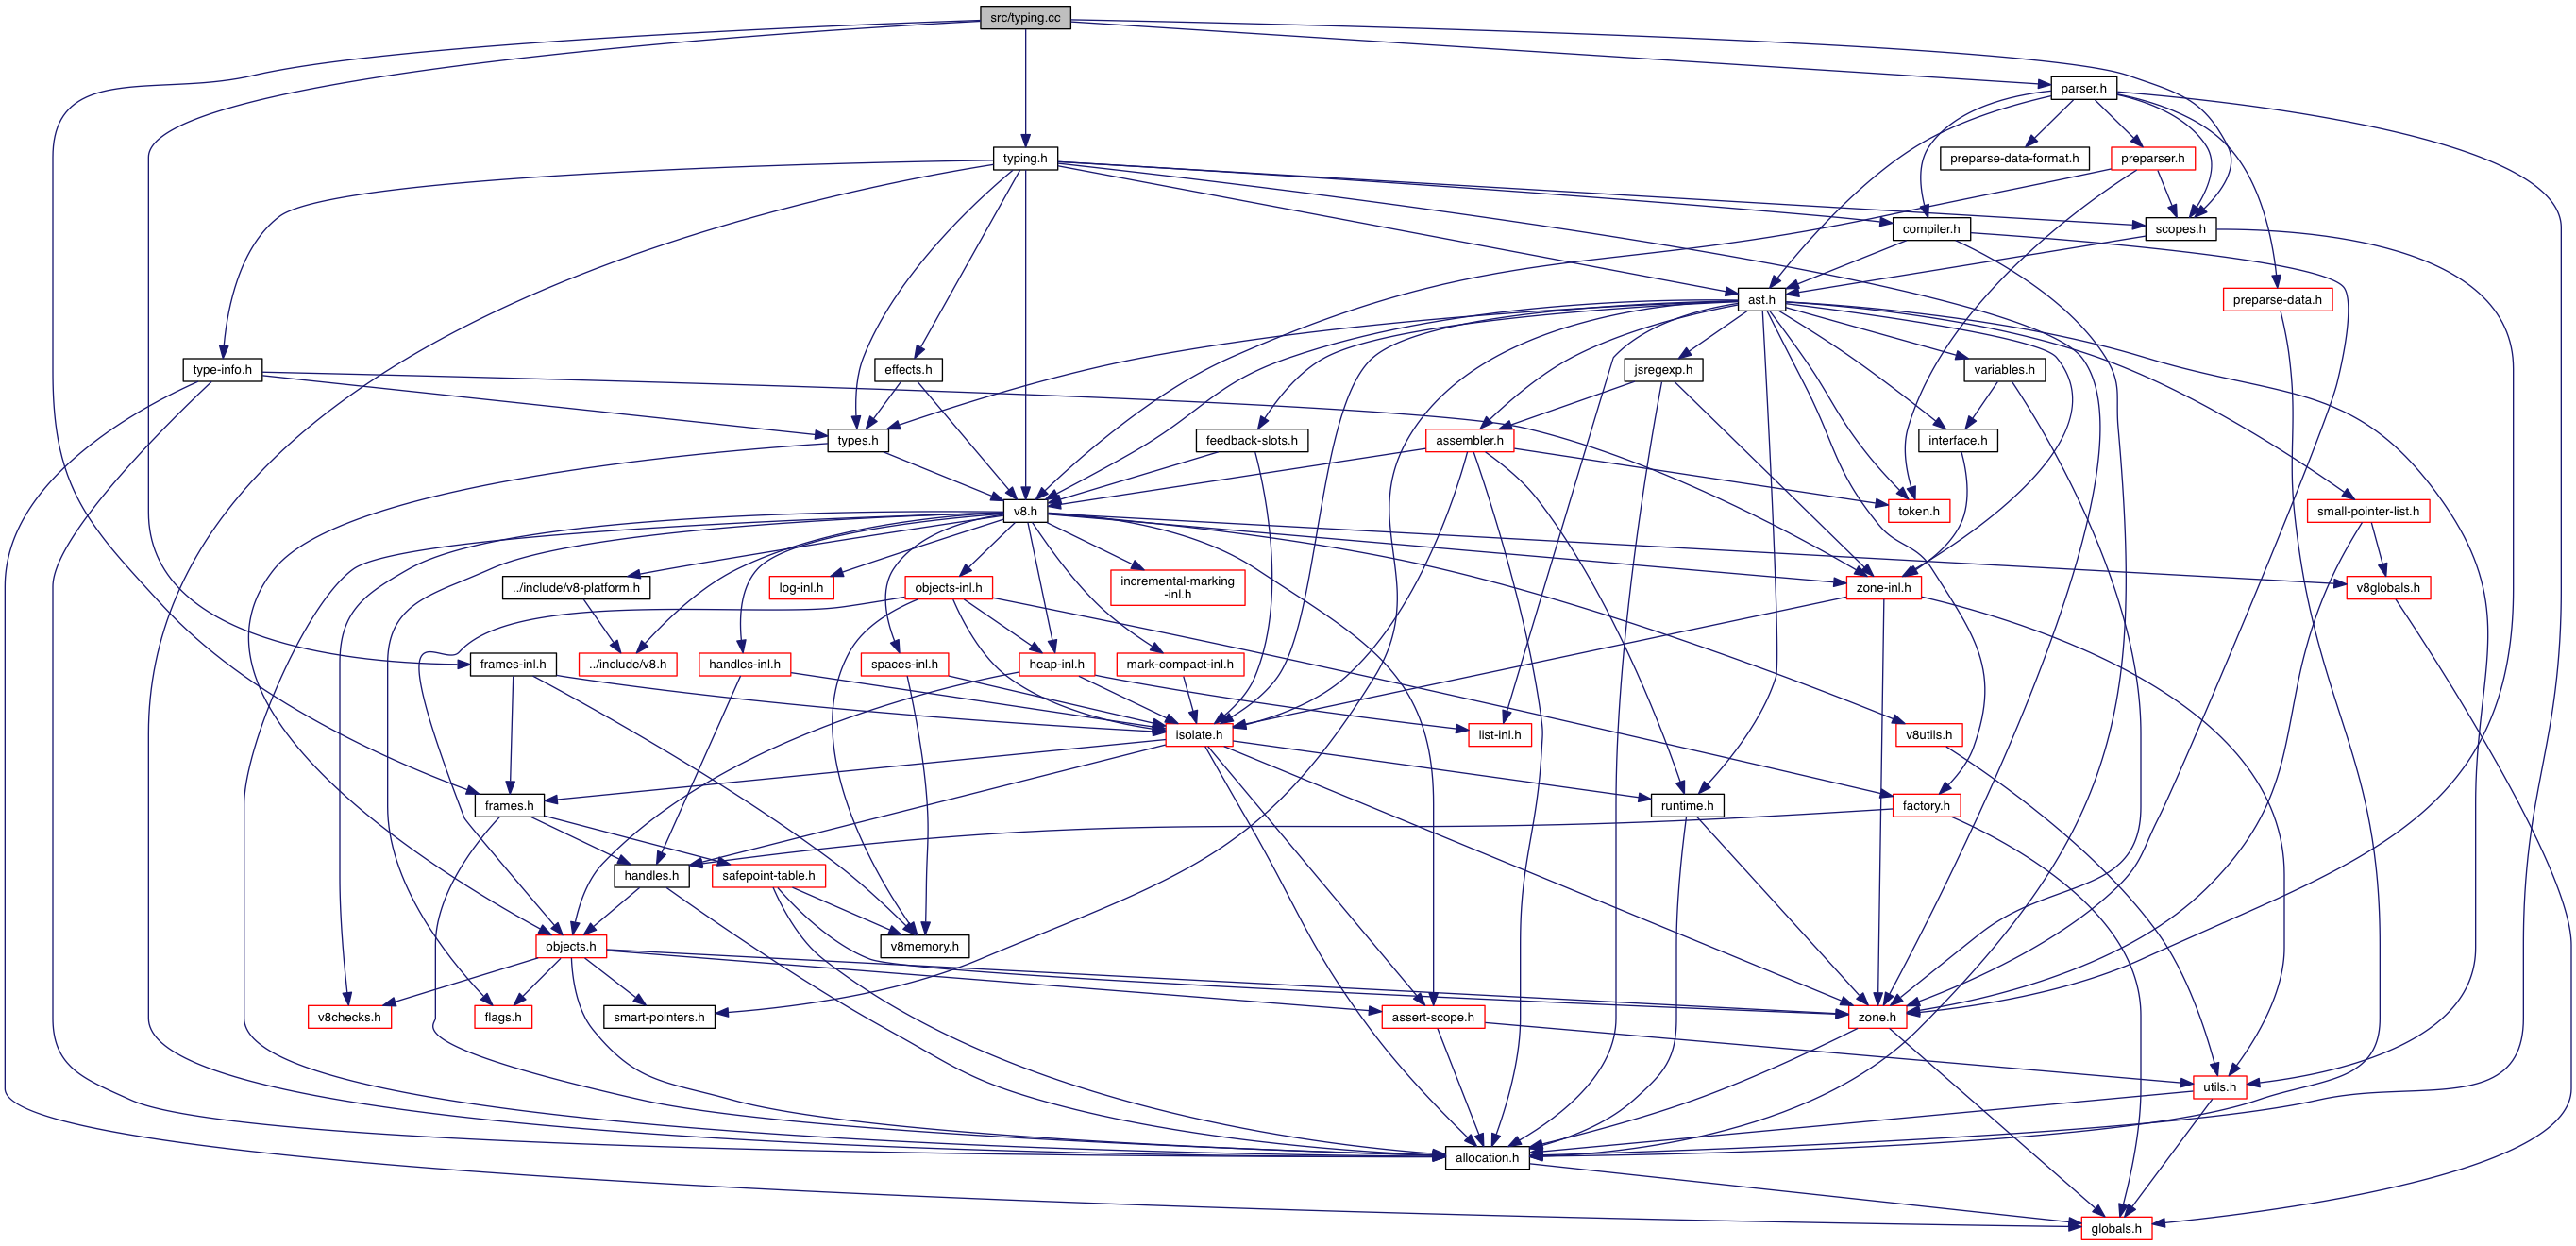 src/typing.cc
parser.h
typing.h
preparse-data-format.h
preparser.h
compiler.h
scopes.h
ast.h
preparse-data.h
type-info.h
effects.h
jsregexp.h
variables.h
types.h
feedback-slots.h
assembler.h
interface.h
v8.h
token.h
small-pointer-list.h
../include/v8-platform.h
log-inl.h
objects-inl.h
incremental-marking
-inl.h
zone-inl.h
v8globals.h
frames-inl.h
../include/v8.h
handles-inl.h
spaces-inl.h
heap-inl.h
mark-compact-inl.h
isolate.h
list-inl.h
v8utils.h
frames.h
runtime.h
factory.h
handles.h
safepoint-table.h
objects.h
v8memory.h
v8checks.h
flags.h
smart-pointers.h
assert-scope.h
zone.h
utils.h
allocation.h
globals.h